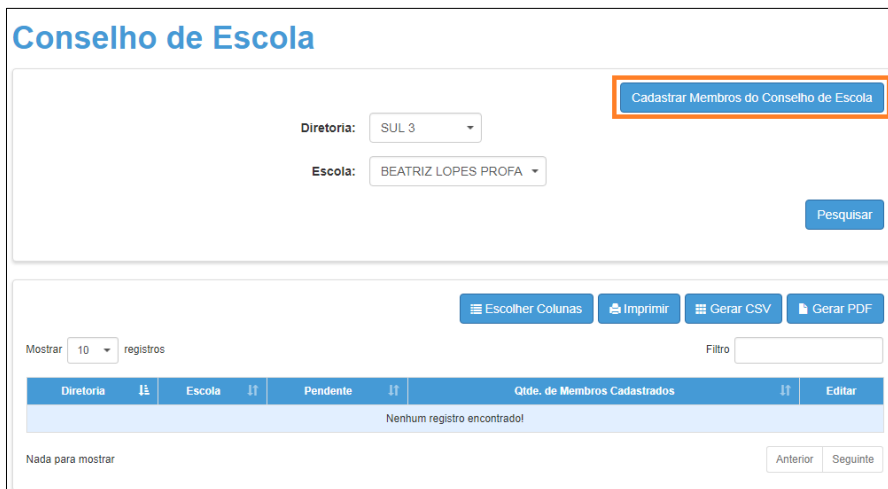 Conselho de Escola
Cadastrar Membros do Conselho de Escola
Diretoria: SUL 3
Escola: BEATRIZ LOPES PROFA
Pesquisar
Escolher Colunas Imprimir Gerar CSV Gerar PDF
Mostrar 10 registros Filtro
Diretoria Escola Pendente Qtde. de Membros Cadastrados Editar
Nenhum registro encontrado!
Nada para mostrar Anterior Seguinte